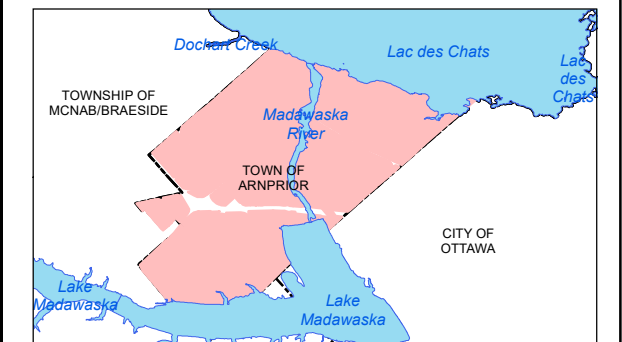 Dochart Creek
Lac des Chats
Lac
des
Chats
TOWNSHIP OF
MCNAB/BRAESIDE
Madawaska
River
TOWN OF
ARNPRIOR
CITY OF
OTTAWA
Lake
Madawaska
Lake
Madawaska